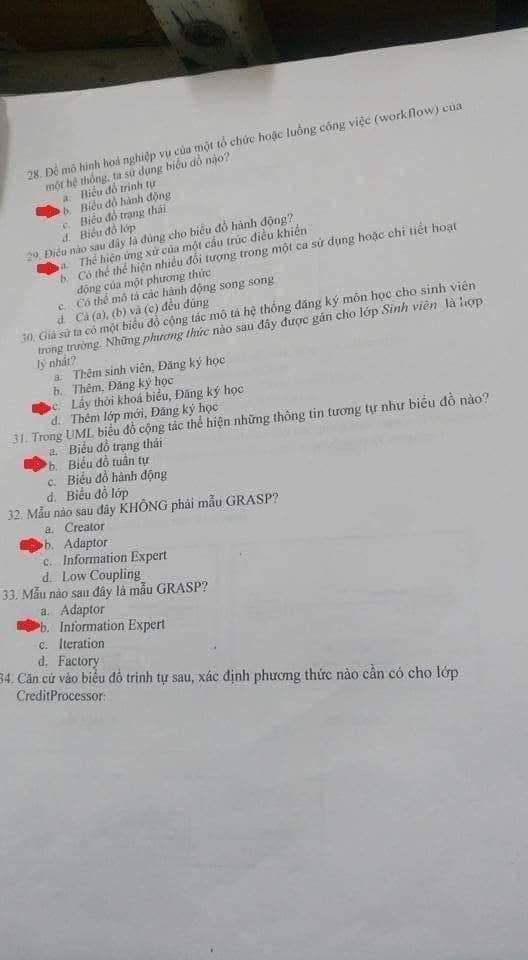 28. Để mô hình hoá nghiệp vụ của một tổ chức hoặc luồng công việc (workflow) của
một hệ thống, ta sử dụng biểu đồ nào?
a. Biểu đồ trình tự
b. Biểu đồ hành động
c. Biểu đồ trạng thái
d. Biểu đồ lớp
29. Điều nào sau đây là đúng cho biểu đồ hành động?
a. Thể hiện ứng xử của một cấu trúc điều khiển
b. Có thể thể hiện nhiều đối tượng trong một ca sử dụng hoặc chi tiết hoạt
động của một phương thức
c. Có thể mô tả các hành động song song
d. Cả (a), (b) và (c) đều đúng
30. Giả sử ta có một biểu đồ cộng tác mô tả hệ thống đăng ký môn học cho sinh viên
trong trường. Những phương thức nào sau đây được gán cho lớp Sinh viên là hợp
lý nhất?
a. Thêm sinh viên, Đăng ký học
b. Thêm, Đăng ký học
c. Lấy thời khoá biểu, Đăng ký học
d. Thêm lớp mới, Đăng ký học
31. Trong UML biểu đồ cộng tác thể hiện những thông tin tương tự như biểu đồ nào?
a. Biểu đồ trạng thái
b. Biểu đồ tuần tự
c. Biểu đồ hành động
d. Biểu đồ lớp
32. Mẫu nào sau đây KHÔNG phải mẫu GRASP?
a. Creator
b. Adaptor
c. Information Expert
d. Low Coupling
33. Mẫu nào sau đây là mẫu GRASP?
a. Adaptor
b. Information Expert
c. Iteration
d. Factory
34. Căn cứ vào biểu đồ trình tự sau, xác định phương thức nào cần có cho lớp
CreditProcessor: